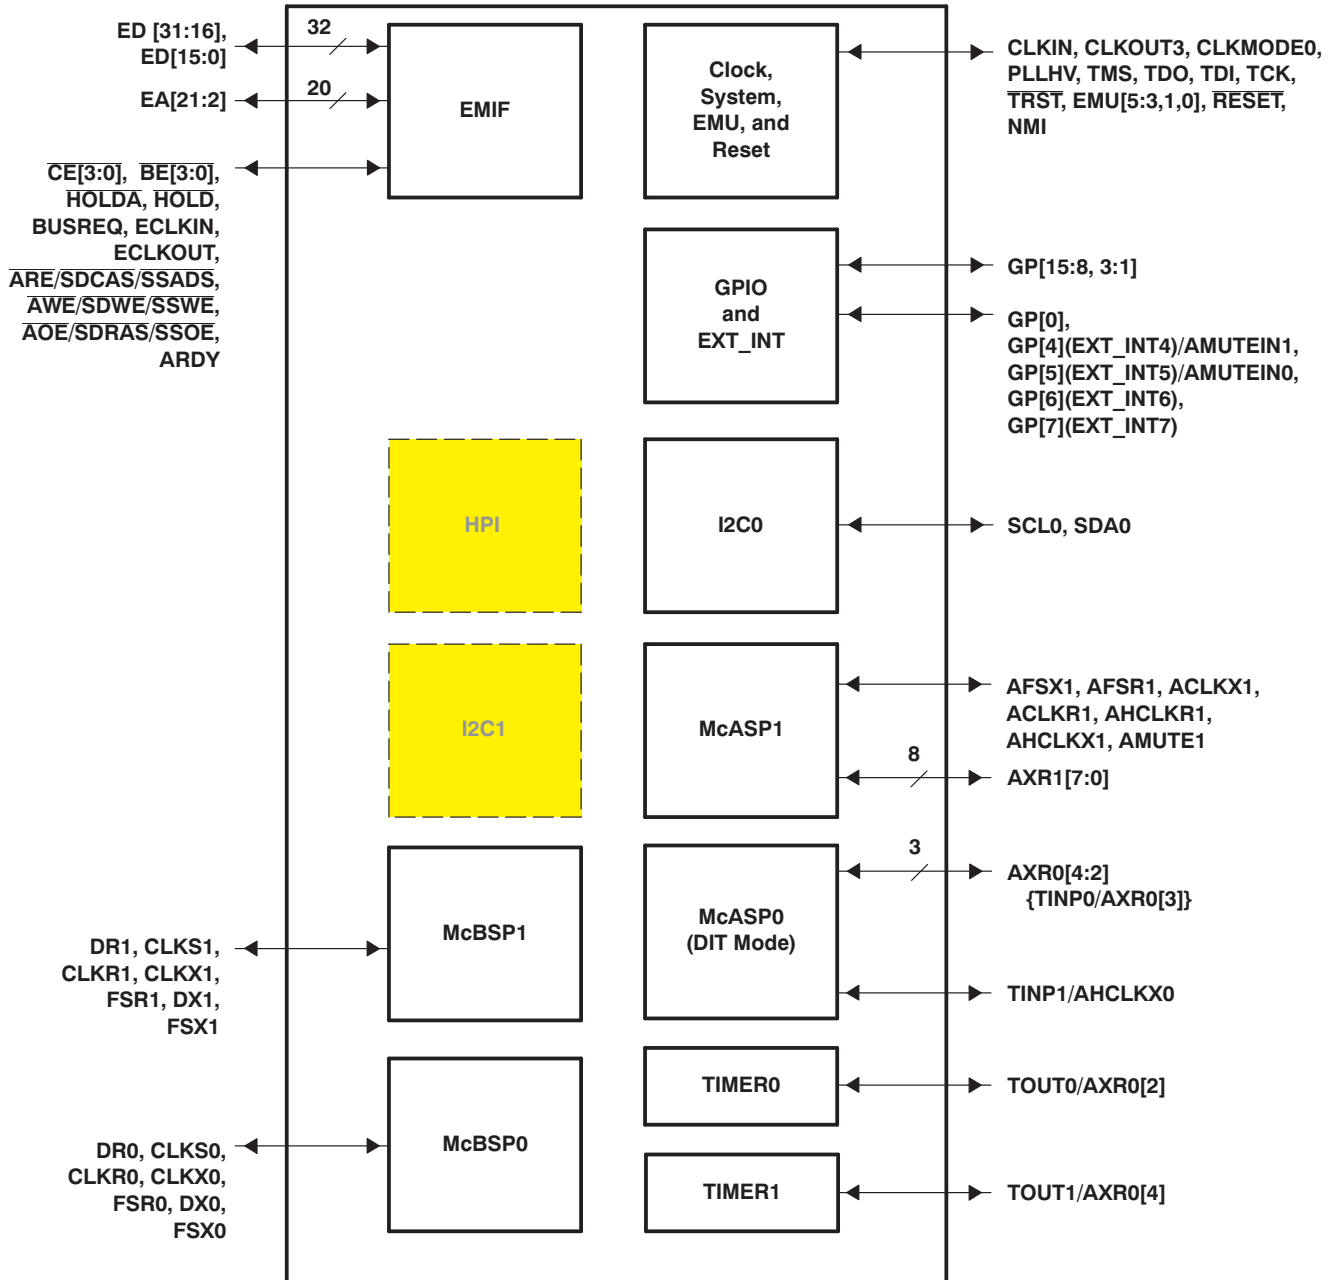 ED [31:16],
ED[15:0]
32
EA[21:2]
20
EMIF
CE[3:0], BE[3:0],
HOLDA, HOLD,
BUSREQ, ECLKIN,
ECLKOUT,
ARE/SDCAS/SSADS,
AWE/SDWE/SSWE,
AOE/SDRAS/SSOE,
ARDY
Clock,
System,
EMU, and
Reset
CLKIN, CLKOUT3, CLKMODE0,
PLLHV, TMS, TDO, TDI, TCK,
TRST, EMU[5:3,1,0], RESET,
NMI
GPIO
and
EXT_INT
GP[15:8, 3:1]
GP[0],
GP[4](EXT_INT4)/AMUTEIN1,
GP[5](EXT_INT5)/AMUTEIN0,
GP[6](EXT_INT6),
GP[7](EXT_INT7)
HPI
I2C0
SCL0, SDA0
I2C1
McASP1
AFSX1, AFSR1, ACLKX1,
ACLKR1, AHCLKR1,
AHCLKX1, AMUTE1
8
AXR1[7:0]
McBSP1
DR1, CLKS1,
CLKR1, CLKX1,
FSR1, DX1,
FSX1
McASP0
(DIT Mode)
3
AXR0[4:2]
{TINP0/AXR0[3]}
TINP1/AHCLKX0
McBSP0
DR0, CLKS0,
CLKR0, CLKX0,
FSR0, DX0,
FSX0
TIMER0
TOUT0/AXR0[2]
TIMER1
TOUT1/AXR0[4]